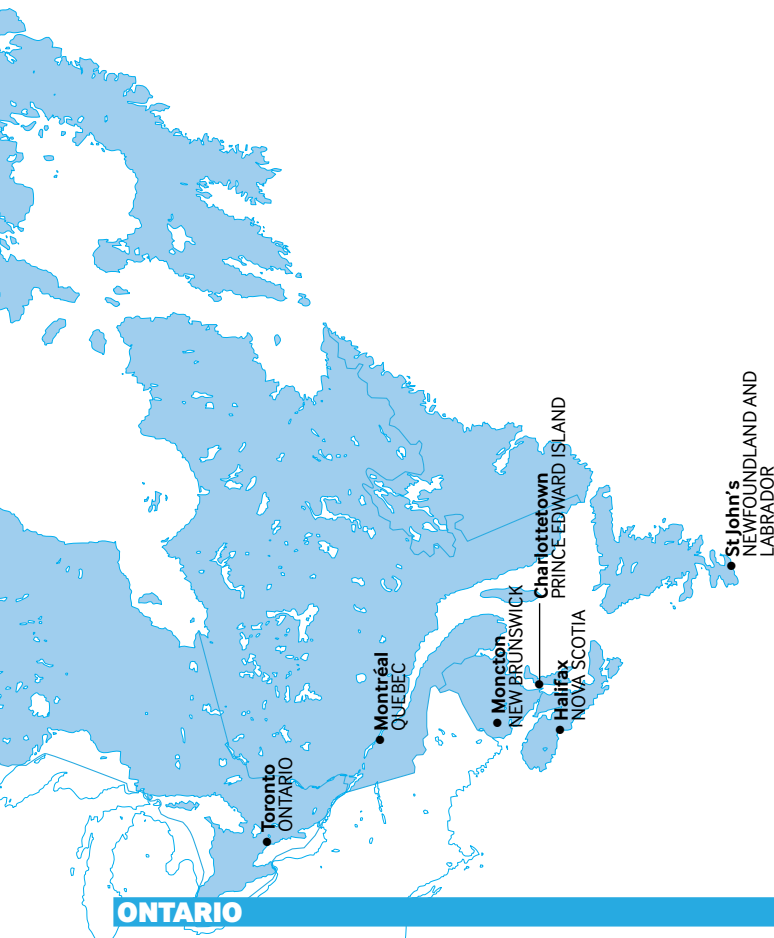 Toronto
ONTARIO
Montréal
QUEBEC
Moncton
NEW BRUNSWICK
Charlottetown
PRINCE EDWARD ISLAND
Halifax
NOVA SCOTIA
St John's
NEWFOUNDLAND AND
LABRADOR
ONTARIO